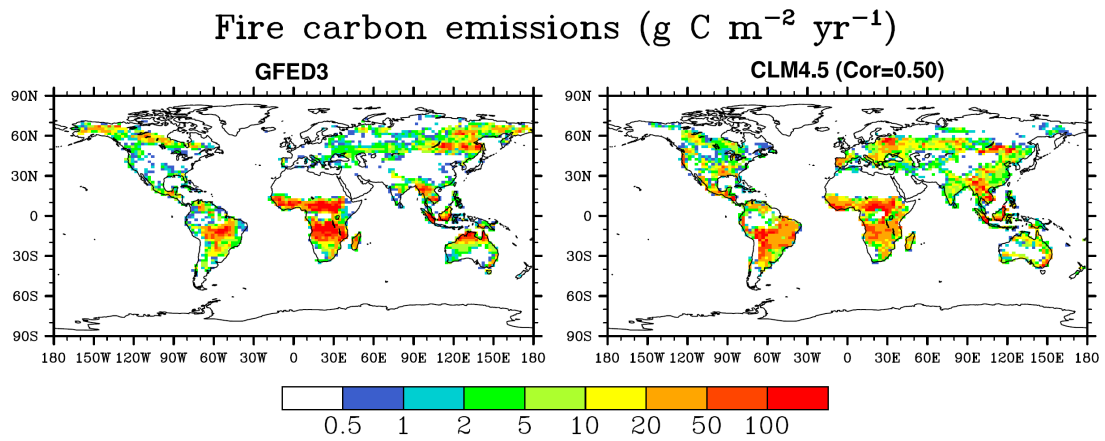 Fire carbon emissions (g C m⁻² yr⁻¹)
GFED3
CLM4.5 (Cor=0.50)
90N
60N
30N
0
30S
60S
90S
180 150W 120W 90W 60W 30W 0 30E 60E 90E 120E 150E 180
90N
60N
30N
0
30S
60S
90S
180 150W 120W 90W 60W 30W 0 30E 60E 90E 120E 150E 180
0.5 1 2 5 10 20 50 100